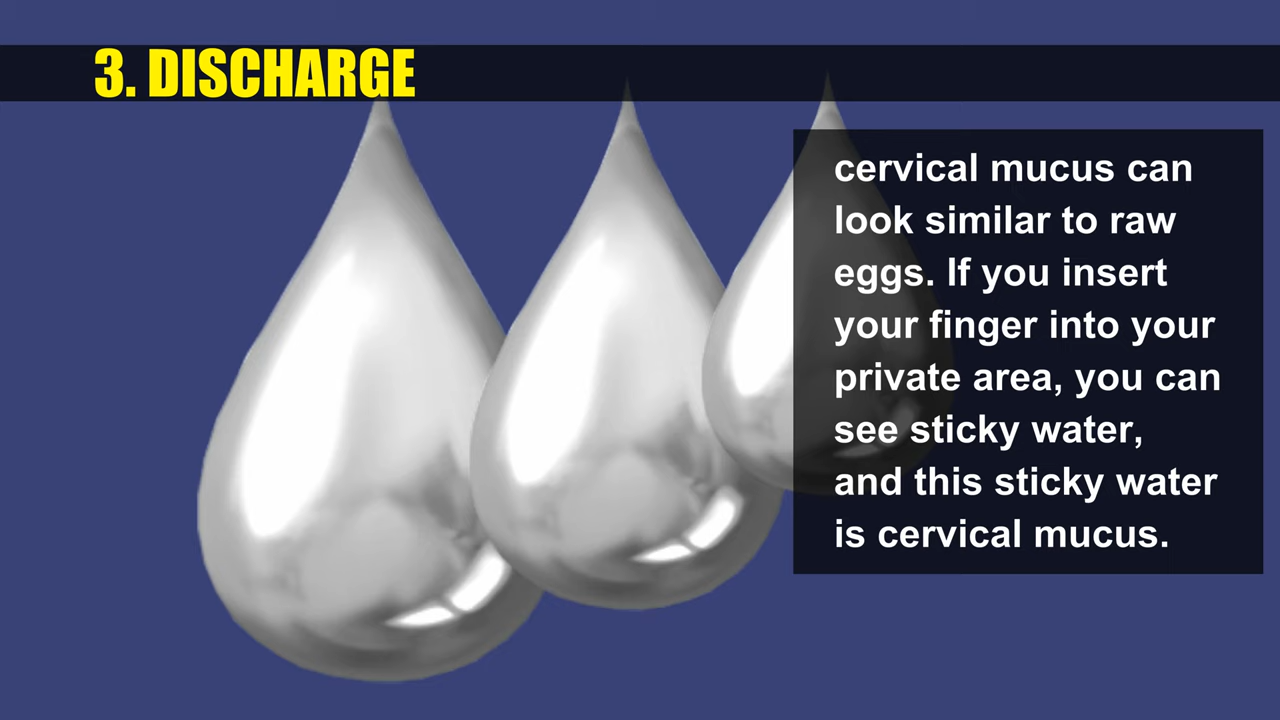 3. DISCHARGE
cervical mucus can
look similar to raw
eggs. If you insert
your finger into your
private area, you can
see sticky water,
and this sticky water
is cervical mucus.